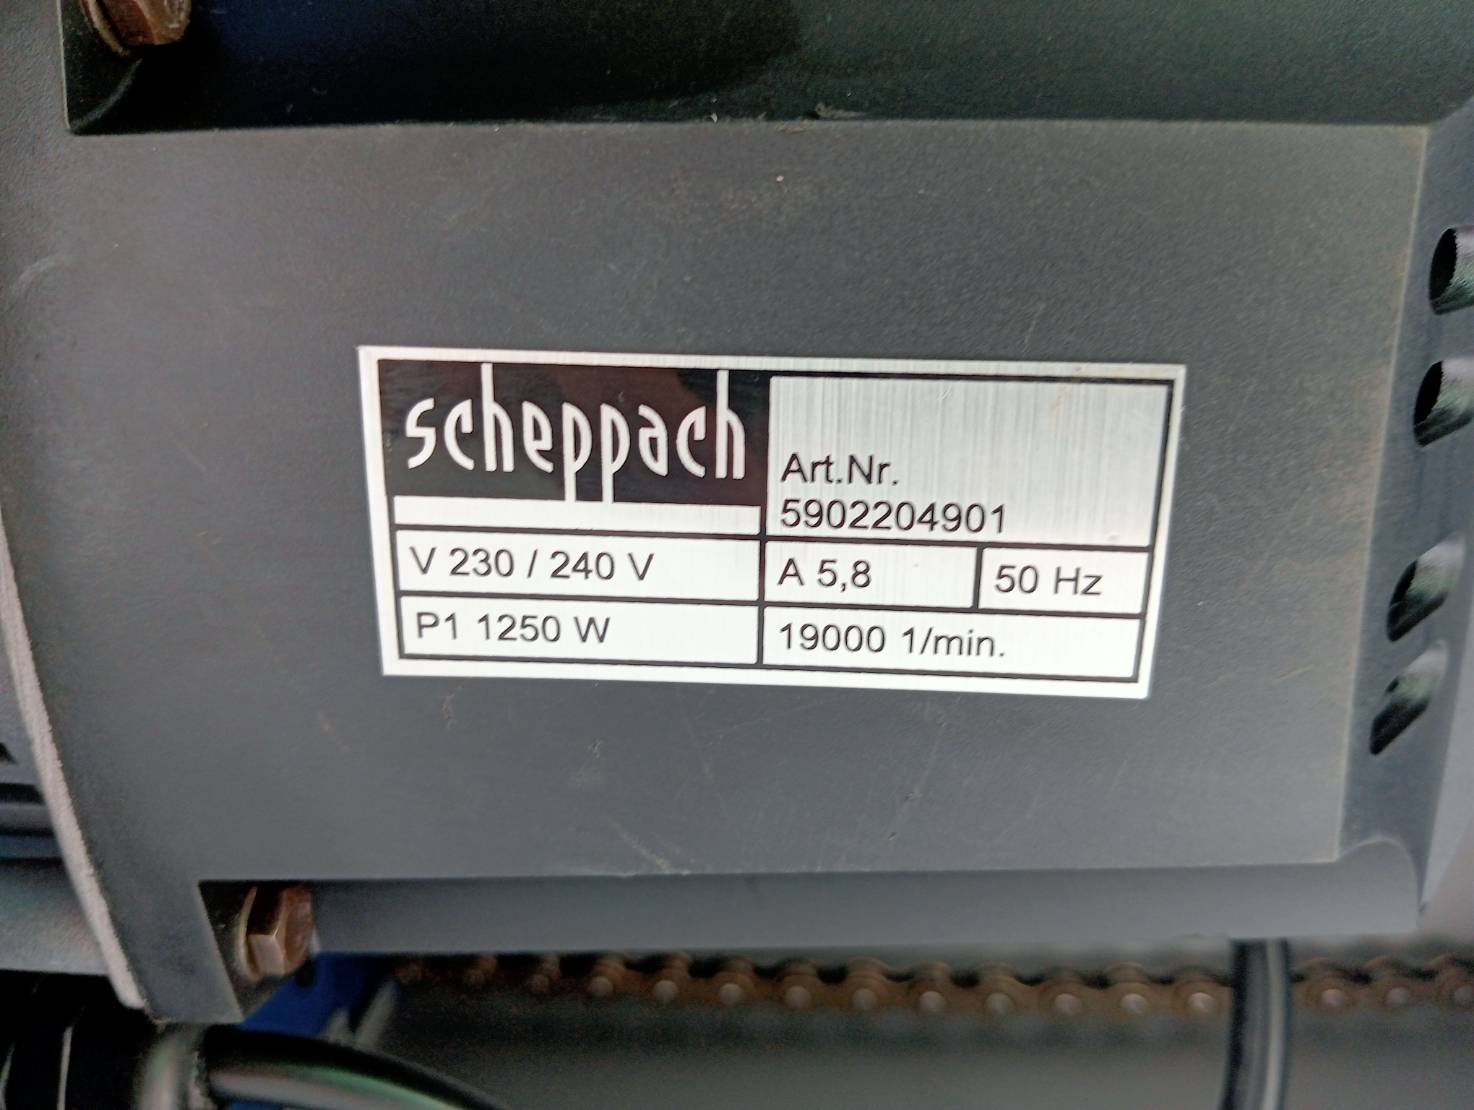 scheppach
Art.Nr.
5902204901
V 230 / 240 V
A 5,8
50 Hz
P1 1250 W
19000 1/min.